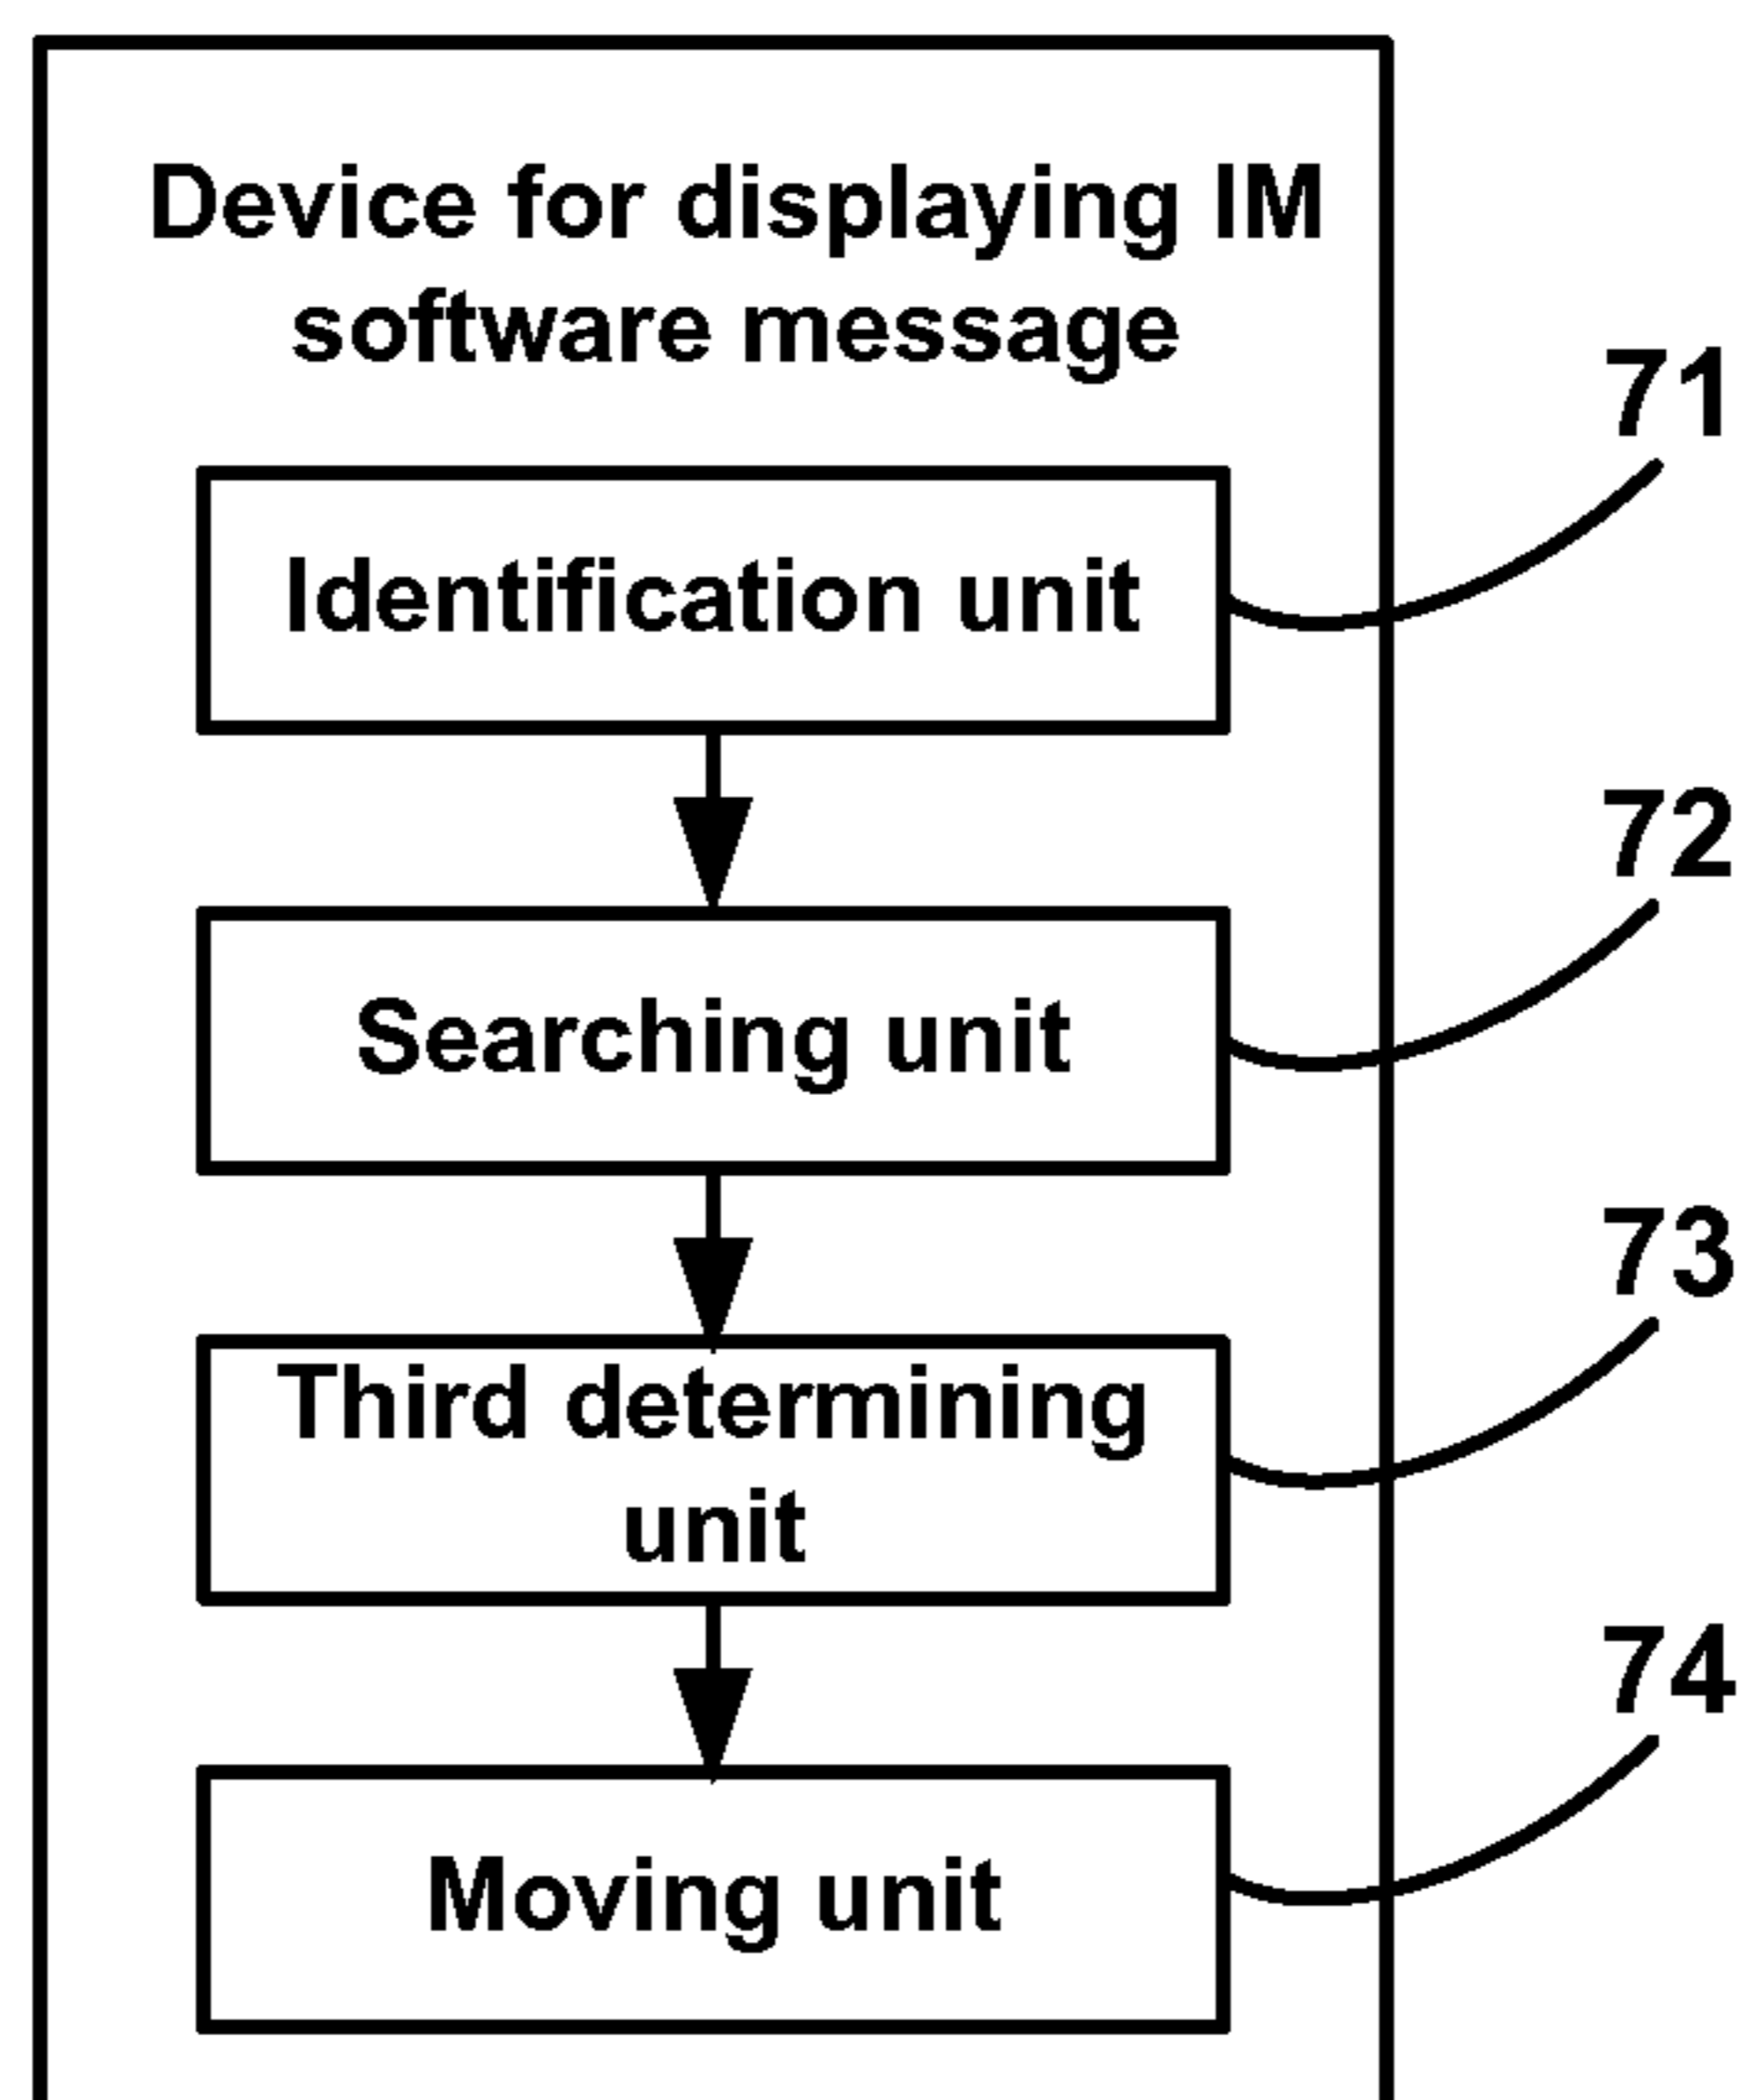 Device for displaying IM
software message
71
Identification unit
72
Searching unit
73
Third determining
unit
74
Moving unit